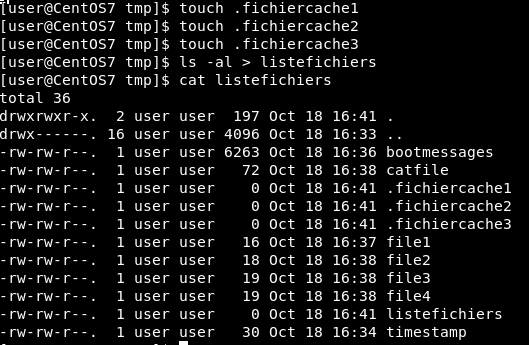 [user@CentOS7 tmp]$ touch .fichiercache1
[user@CentOS7 tmp]$ touch .fichiercache2
[user@CentOS7 tmp]$ touch .fichiercache3
[user@CentOS7 tmp]$ ls -al > listefichiers
[user@CentOS7 tmp]$ cat listefichiers
total 36
drwxrwxr-x.  2 user user  197 Oct 18 16:41 .
drwx------. 16 user user 4096 Oct 18 16:33 ..
-rw-rw-r--.  1 user user 6263 Oct 18 16:36 bootmessages
-rw-rw-r--.  1 user user   72 Oct 18 16:38 catfile
-rw-rw-r--.  1 user user    0 Oct 18 16:41 .fichiercache1
-rw-rw-r--.  1 user user    0 Oct 18 16:41 .fichiercache2
-rw-rw-r--.  1 user user    0 Oct 18 16:41 .fichiercache3
-rw-rw-r--.  1 user user   16 Oct 18 16:37 file1
-rw-rw-r--.  1 user user   18 Oct 18 16:38 file2
-rw-rw-r--.  1 user user   19 Oct 18 16:38 file3
-rw-rw-r--.  1 user user   19 Oct 18 16:38 file4
-rw-rw-r--.  1 user user    0 Oct 18 16:41 listefichiers
-rw-rw-r--.  1 user user   30 Oct 18 16:34 timestamp